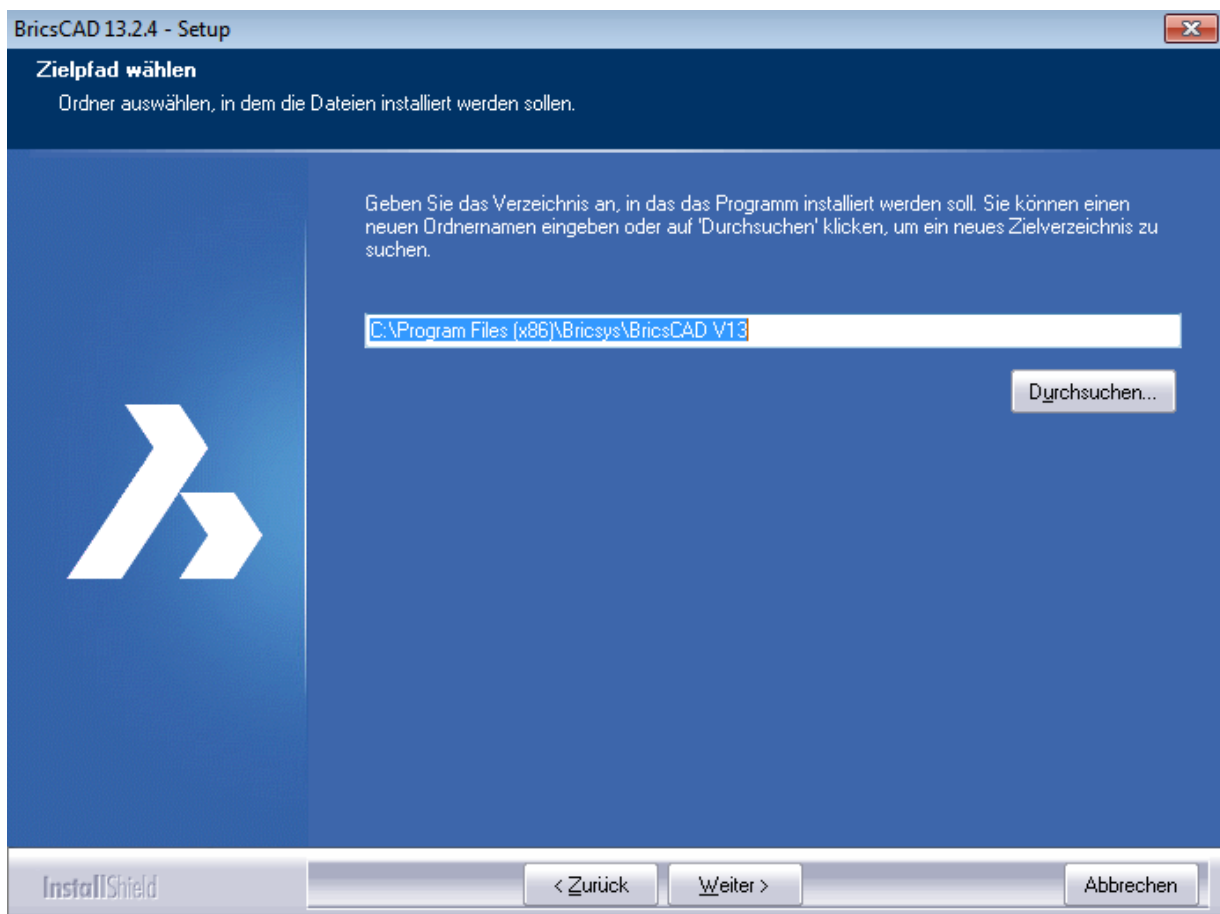 BricsCAD 13.2.4 - Setup
Zielpfad wählen
Ordner auswählen, in dem die Dateien installiert werden sollen.
Geben Sie das Verzeichnis an, in das das Programm installiert werden soll. Sie können einen
neuen Ordnernamen eingeben oder auf 'Durchsuchen' klicken, um ein neues Zielverzeichnis zu
suchen.
C:\Program Files (x86)\Bricsys\BricsCAD V13
Durchsuchen...
InstallShield
< Zurück
Weiter >
Abbrechen